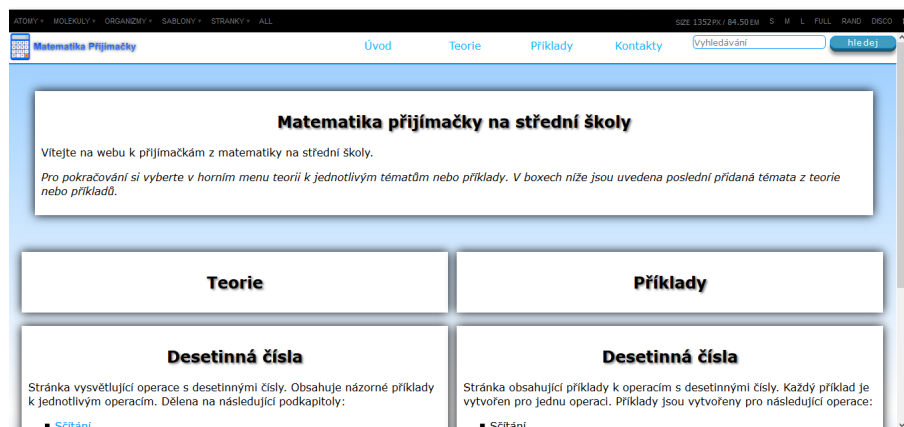 ATOMY MOLEKULY ORGANIZMY SABLONY STRANKY ALL SIZE 1352PX / 84.50EM S M L FULL RAND DISCO
Matematika Přijímačky Úvod Teorie Příklady Kontakty Vyhledávání hledej
Matematika přijímačky na střední školy
Vítejte na webu k přijímačkám z matematiky na střední školy.
Pro pokračování si vyberte v horním menu teorii k jednotlivým tématům nebo příklady. V boxech níže jsou uvedena poslední přidaná témata z teorie
nebo příkladů.
Teorie
Příklady
Desetinná čísla
Stránka vysvětlující operace s desetinnými čísly. Obsahuje názorné příklady
k jednotlivým operacím. Dělena na následující podkapitoly:
Sčítání
Desetinná čísla
Stránka obsahující příklady k operacím s desetinnými čísly. Každý příklad je
vytvořen pro jednu operaci. Příklady jsou vytvořeny pro následující operace:
Sčítání